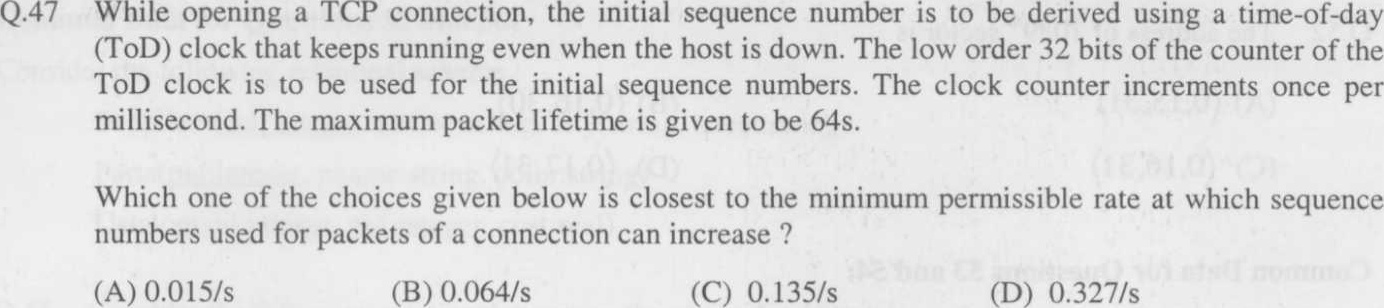 Q.47 While opening a TCP connection, the initial sequence number is to be derived using a time-of-day
(ToD) clock that keeps running even when the host is down. The low order 32 bits of the counter of the
ToD clock is to be used for the initial sequence numbers. The clock counter increments once per
millisecond. The maximum packet lifetime is given to be 64s.
Which one of the choices given below is closest to the minimum permissible rate at which sequence
numbers used for packets of a connection can increase ?
(A) 0.015/s (B) 0.064/s (C) 0.135/s (D) 0.327/s